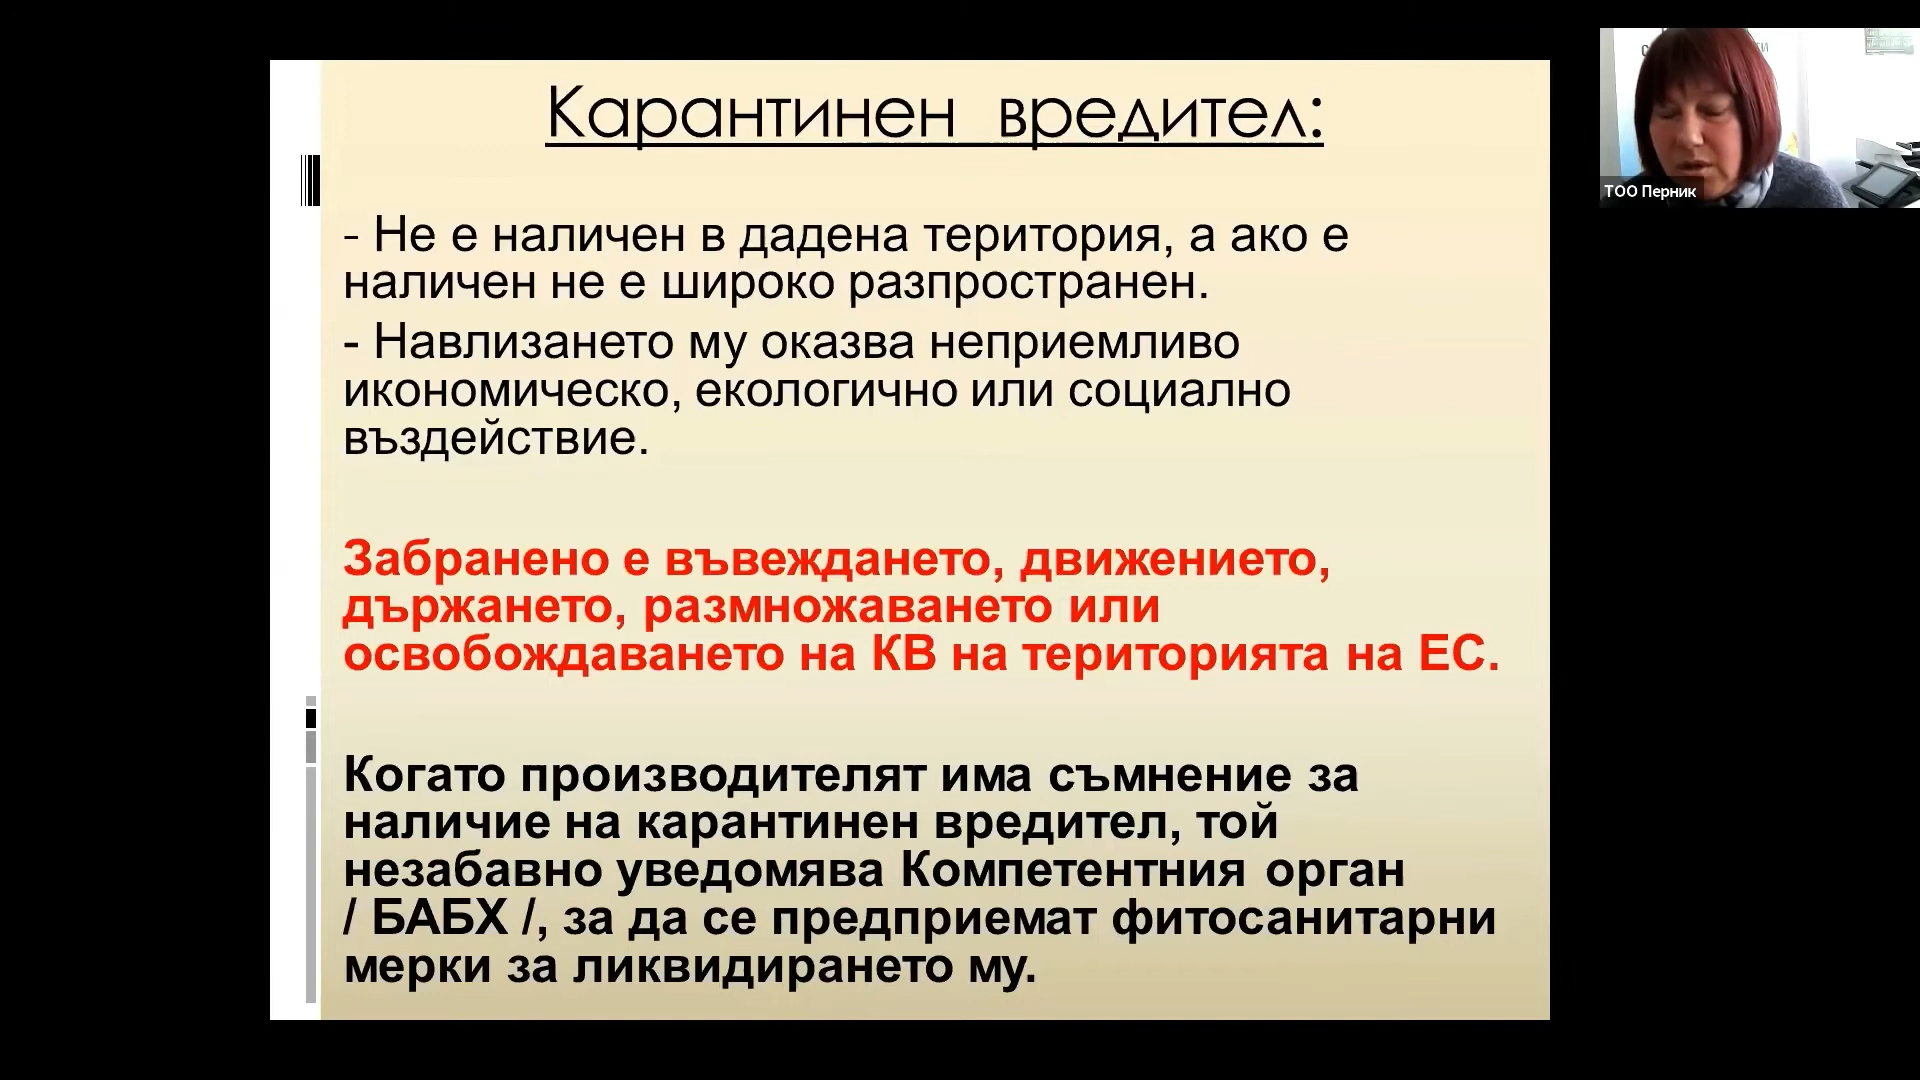 Карантинен вредител:
- Не е наличен в дадена територия, а ако е
наличен не е широко разпространен.
- Навлизането му оказва неприемливо
икономическо, екологично или социално
въздействие.
Забранено е въвеждането, движението,
държането, размножаването или
освобождаването на КВ на територията на ЕС.
Когато производителят има съмнение за
наличие на карантинен вредител, той
незабавно уведомява Компетентния орган
/ БАБХ /, за да се предприемат фитосанитарни
мерки за ликвидирането му.
ТОО Перник